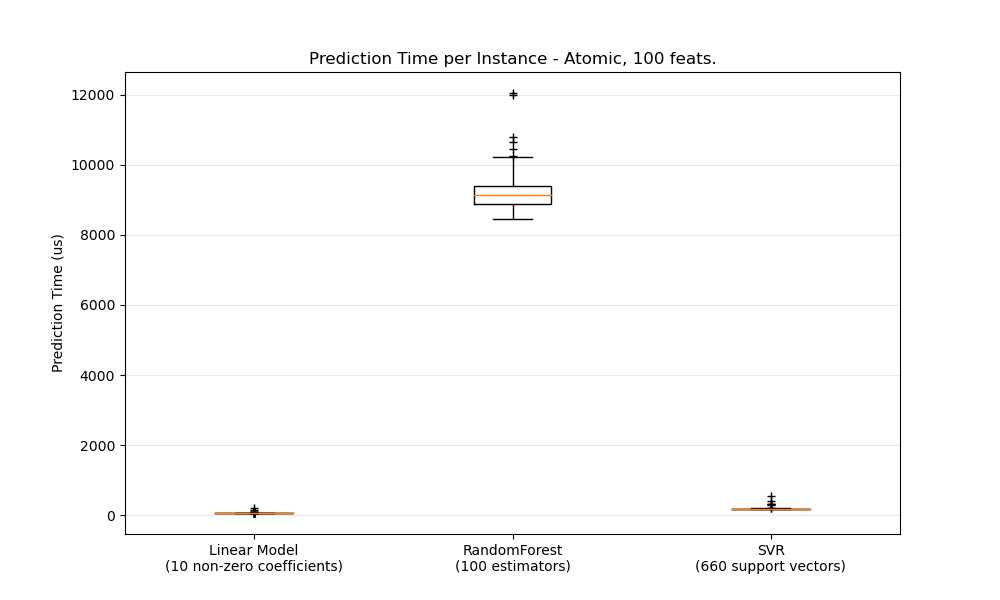 Prediction Time per Instance - Atomic, 100 feats.
Prediction Time (us)
12000
10000
8000
6000
4000
2000
0
Linear Model
(10 non-zero coefficients)
RandomForest
(100 estimators)
SVR
(660 support vectors)